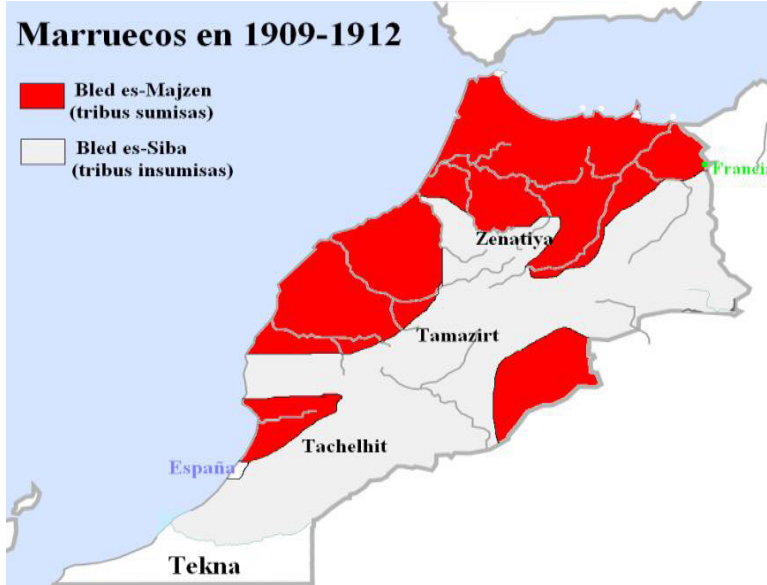 Marruecos en 1909-1912
Bled es-Majzen
(tribus sumisas)
Bled es-Siba
(tribus insumisas)
Francia
Zenatiya
Tamazirt
Tachelhit
España
Tekna